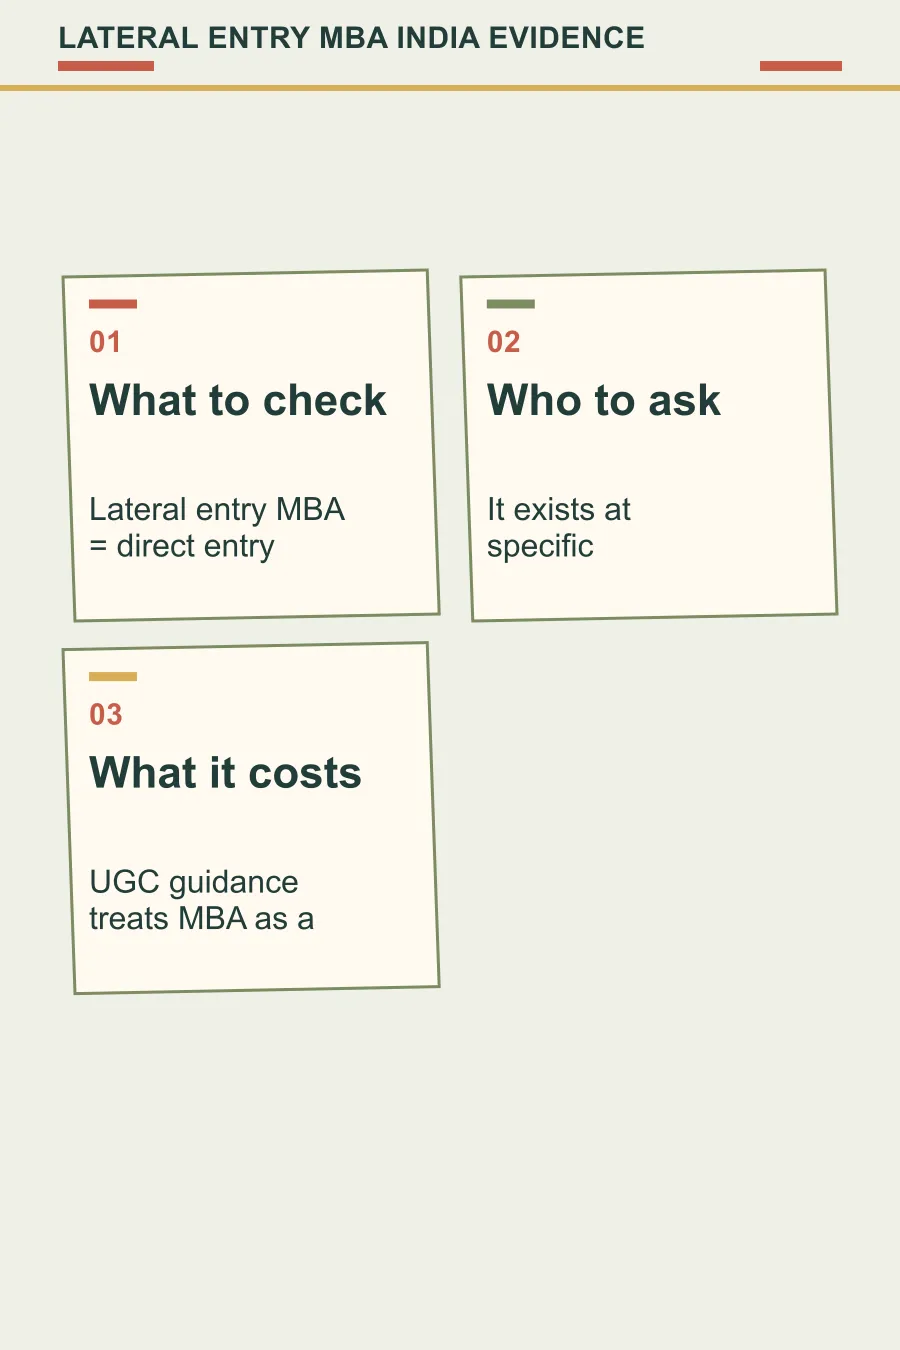 LATERAL ENTRY MBA INDIA EVIDENCE
01
What to check
Lateral entry MBA
= direct entry
02
Who to ask
It exists at
specific
03
What it costs
UGC guidance
treats MBA as a